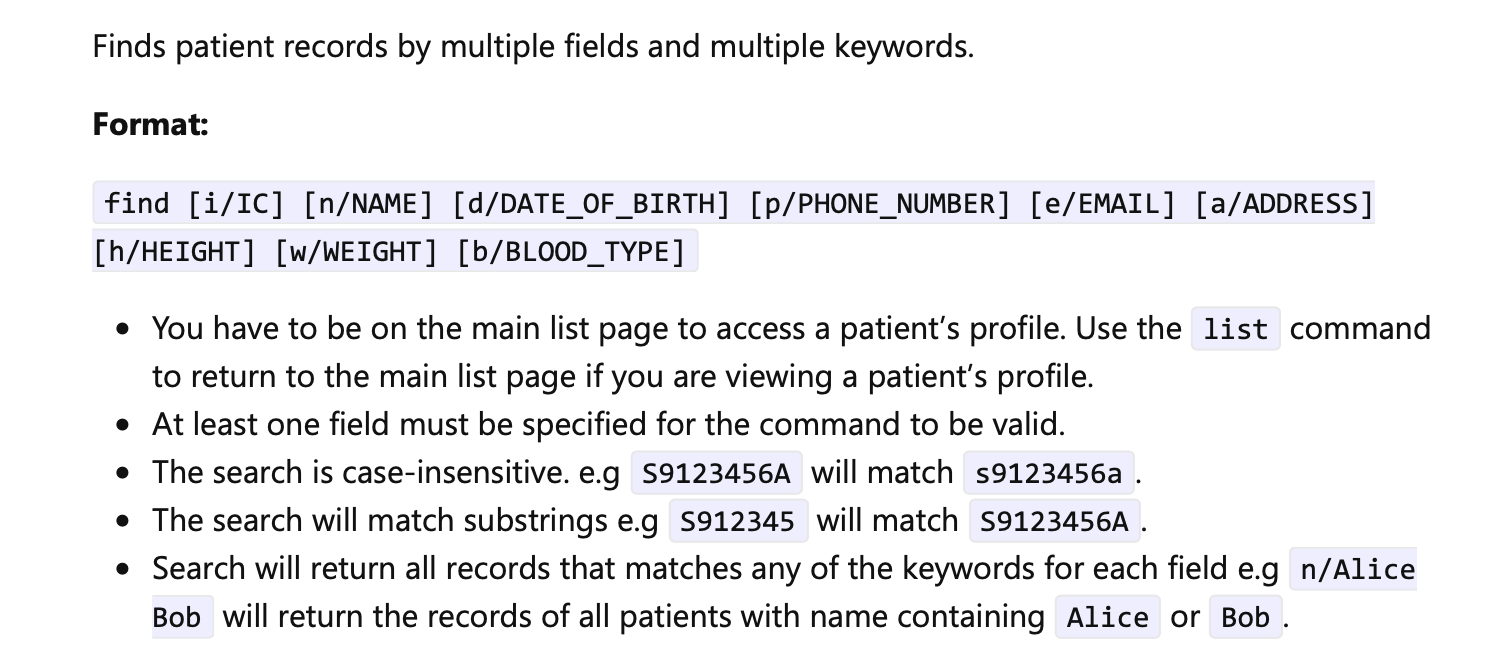 Finds patient records by multiple fields and multiple keywords.
Format:
find [i/IC] [n/NAME] [d/DATE_OF_BIRTH] [p/PHONE_NUMBER] [e/EMAIL] [a/ADDRESS]
[h/HEIGHT] [w/WEIGHT] [b/BLOOD_TYPE]
• You have to be on the main list page to access a patient’s profile. Use the list command
to return to the main list page if you are viewing a patient’s profile.
• At least one field must be specified for the command to be valid.
• The search is case-insensitive. e.g S9123456A will match s9123456a.
• The search will match substrings e.g S912345 will match S9123456A.
• Search will return all records that matches any of the keywords for each field e.g n/Alice
Bob will return the records of all patients with name containing Alice or Bob.